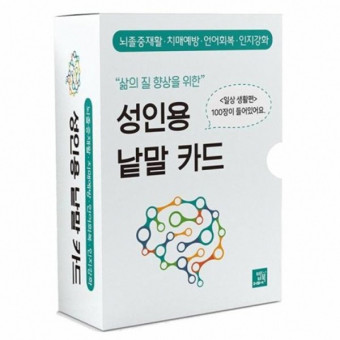 뇌졸중재활·치매예방·언어회복·인지강화
“삶의 질 향상을 위한”
<일상 생활편>
100장이 들어있어요.
성인용
낱말 카드
뇌졸중재활·치매예방·언어회복·인지강화
성인용 낱말 카드